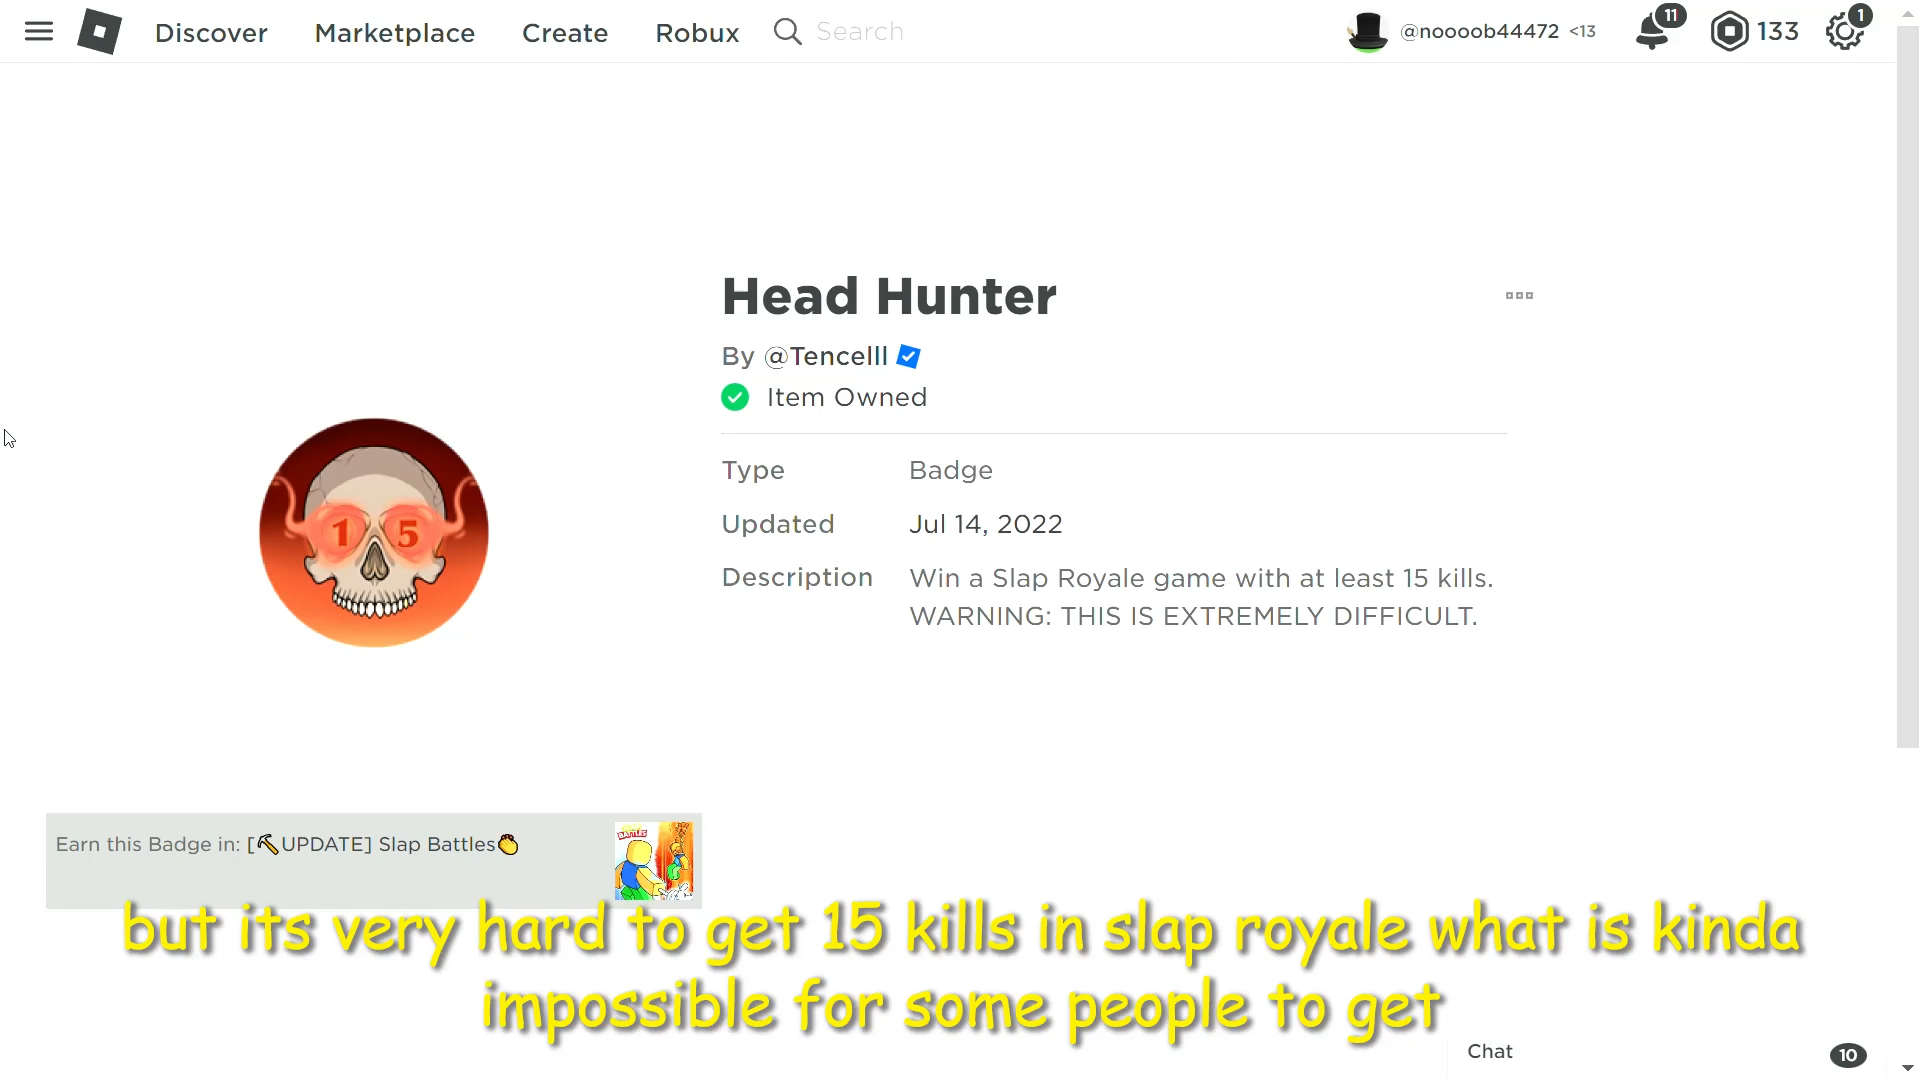 Discover Marketplace Create Robux Search @noooob44472 <13 11 133 1
Head Hunter
By @Tencelll
Item Owned
1 5
Type Badge
Updated Jul 14, 2022
Description Win a Slap Royale game with at least 15 kills.
WARNING: THIS IS EXTREMELY DIFFICULT.
Earn this Badge in: [⛏UPDATE] Slap Battles👏
BATTLES
but its very hard to get 15 kills in slap royale what is kinda
impossible for some people to get
Chat 10